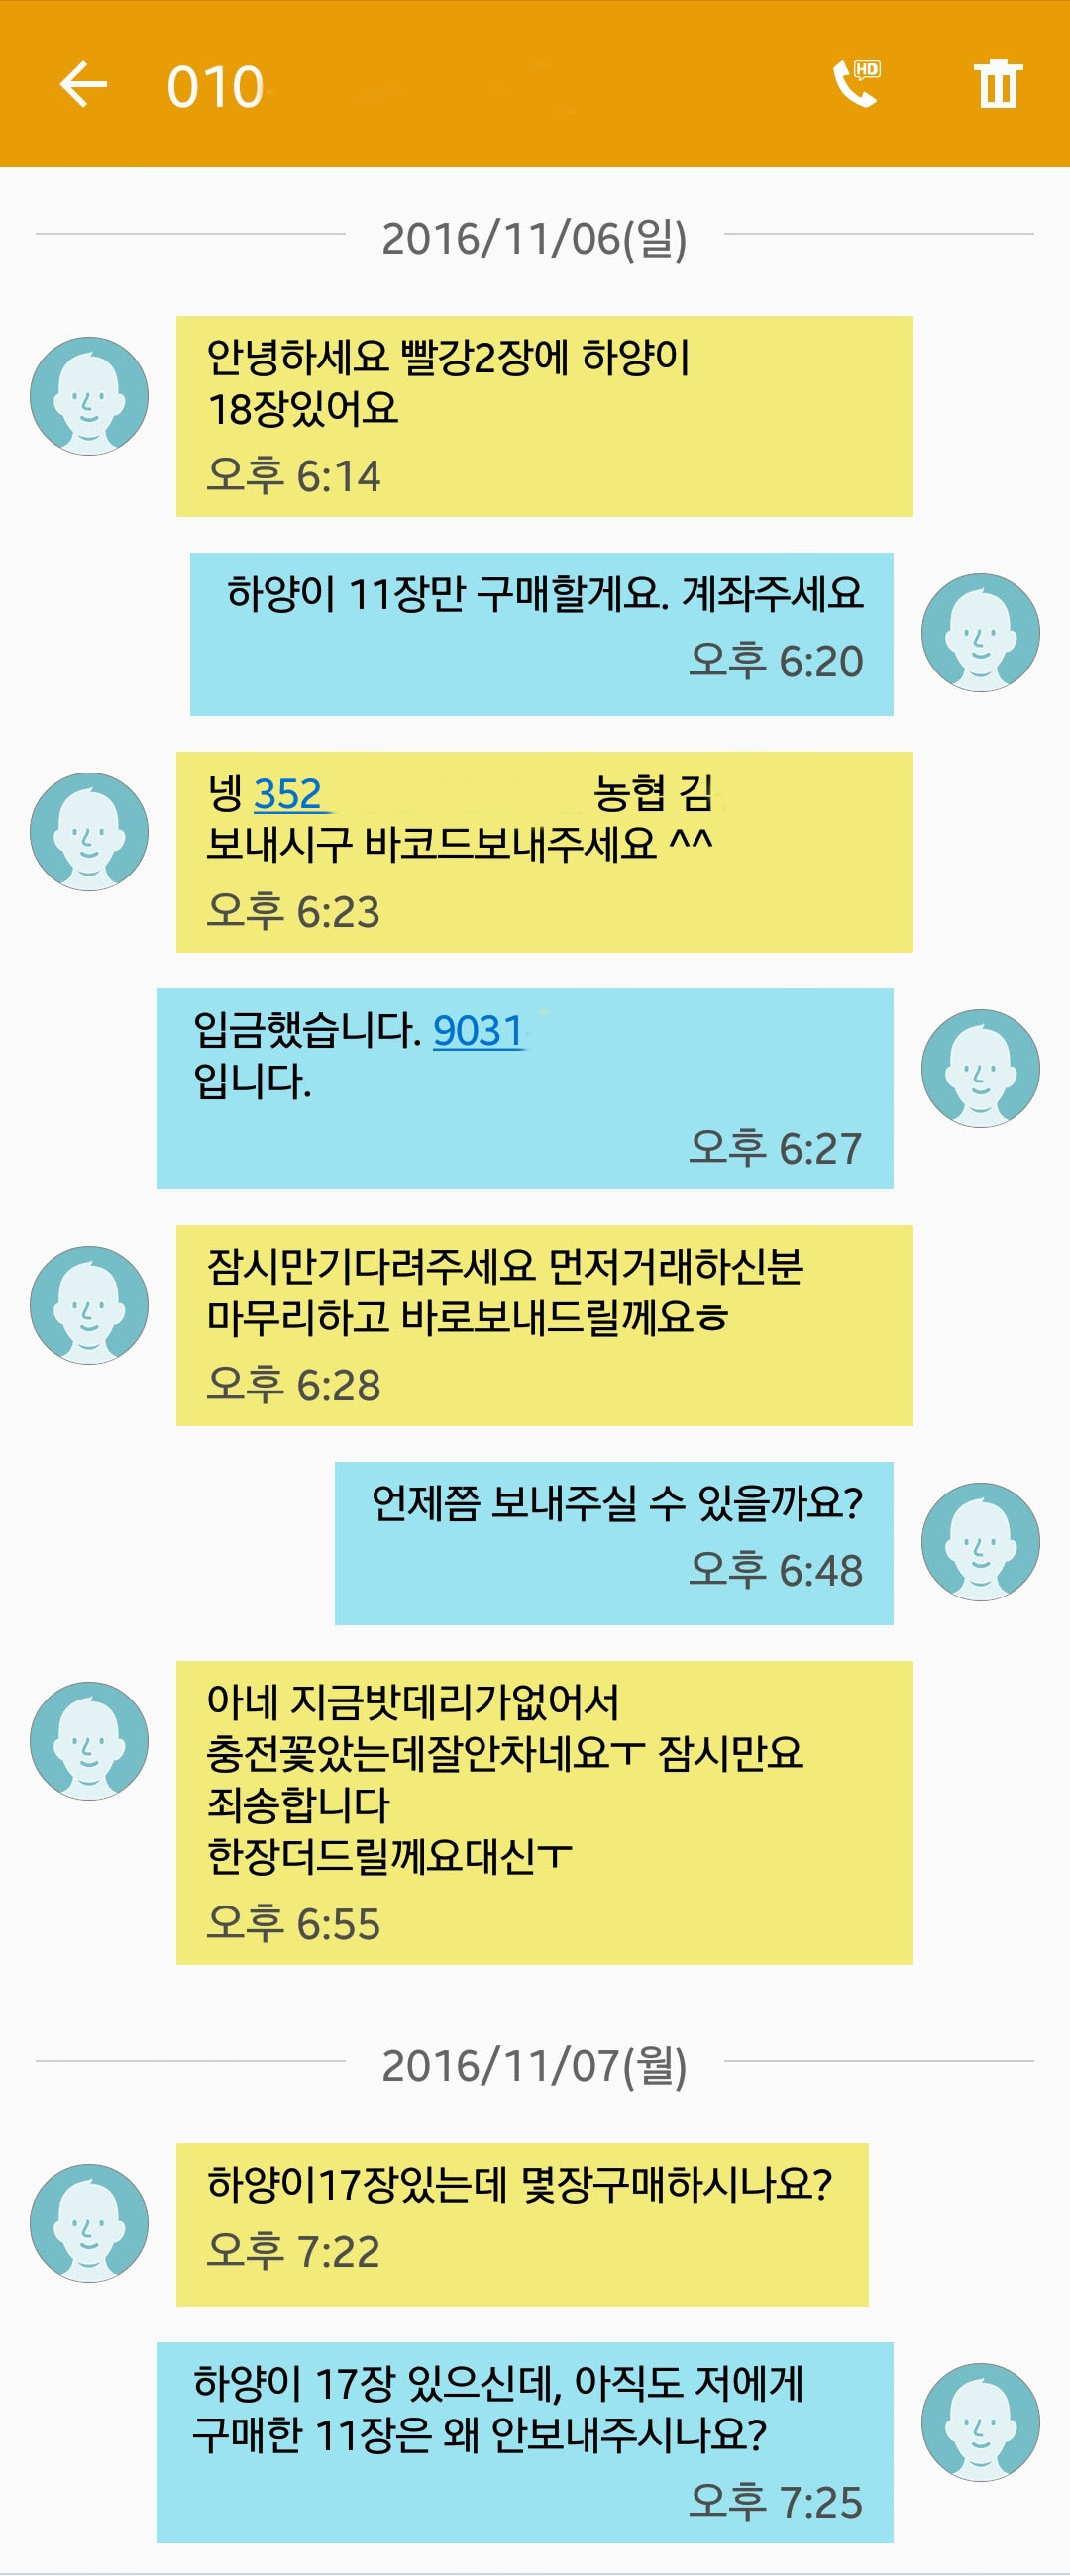 010
HD
2016/11/06(일)
안녕하세요 빨강2장에 하양이
18장있어요
오후 6:14
하양이 11장만 구매할게요. 계좌주세요
오후 6:20
넹 352 농협 김
보내시구 바코드보내주세요 ^^
오후 6:23
입금했습니다. 9031
입니다.
오후 6:27
잠시만기다려주세요 먼저거래하신분
마무리하고 바로보내드릴께요ㅎ
오후 6:28
언제쯤 보내주실 수 있을까요?
오후 6:48
아네 지금밧데리가없어서
충전꽃았는데잘안차네요ㅜ 잠시만요
죄송합니다
한장더드릴께요대신ㅜ
오후 6:55
2016/11/07(월)
하양이17장있는데 몇장구매하시나요?
오후 7:22
하양이 17장 있으신데, 아직도 저에게
구매한 11장은 왜 안보내주시나요?
오후 7:25